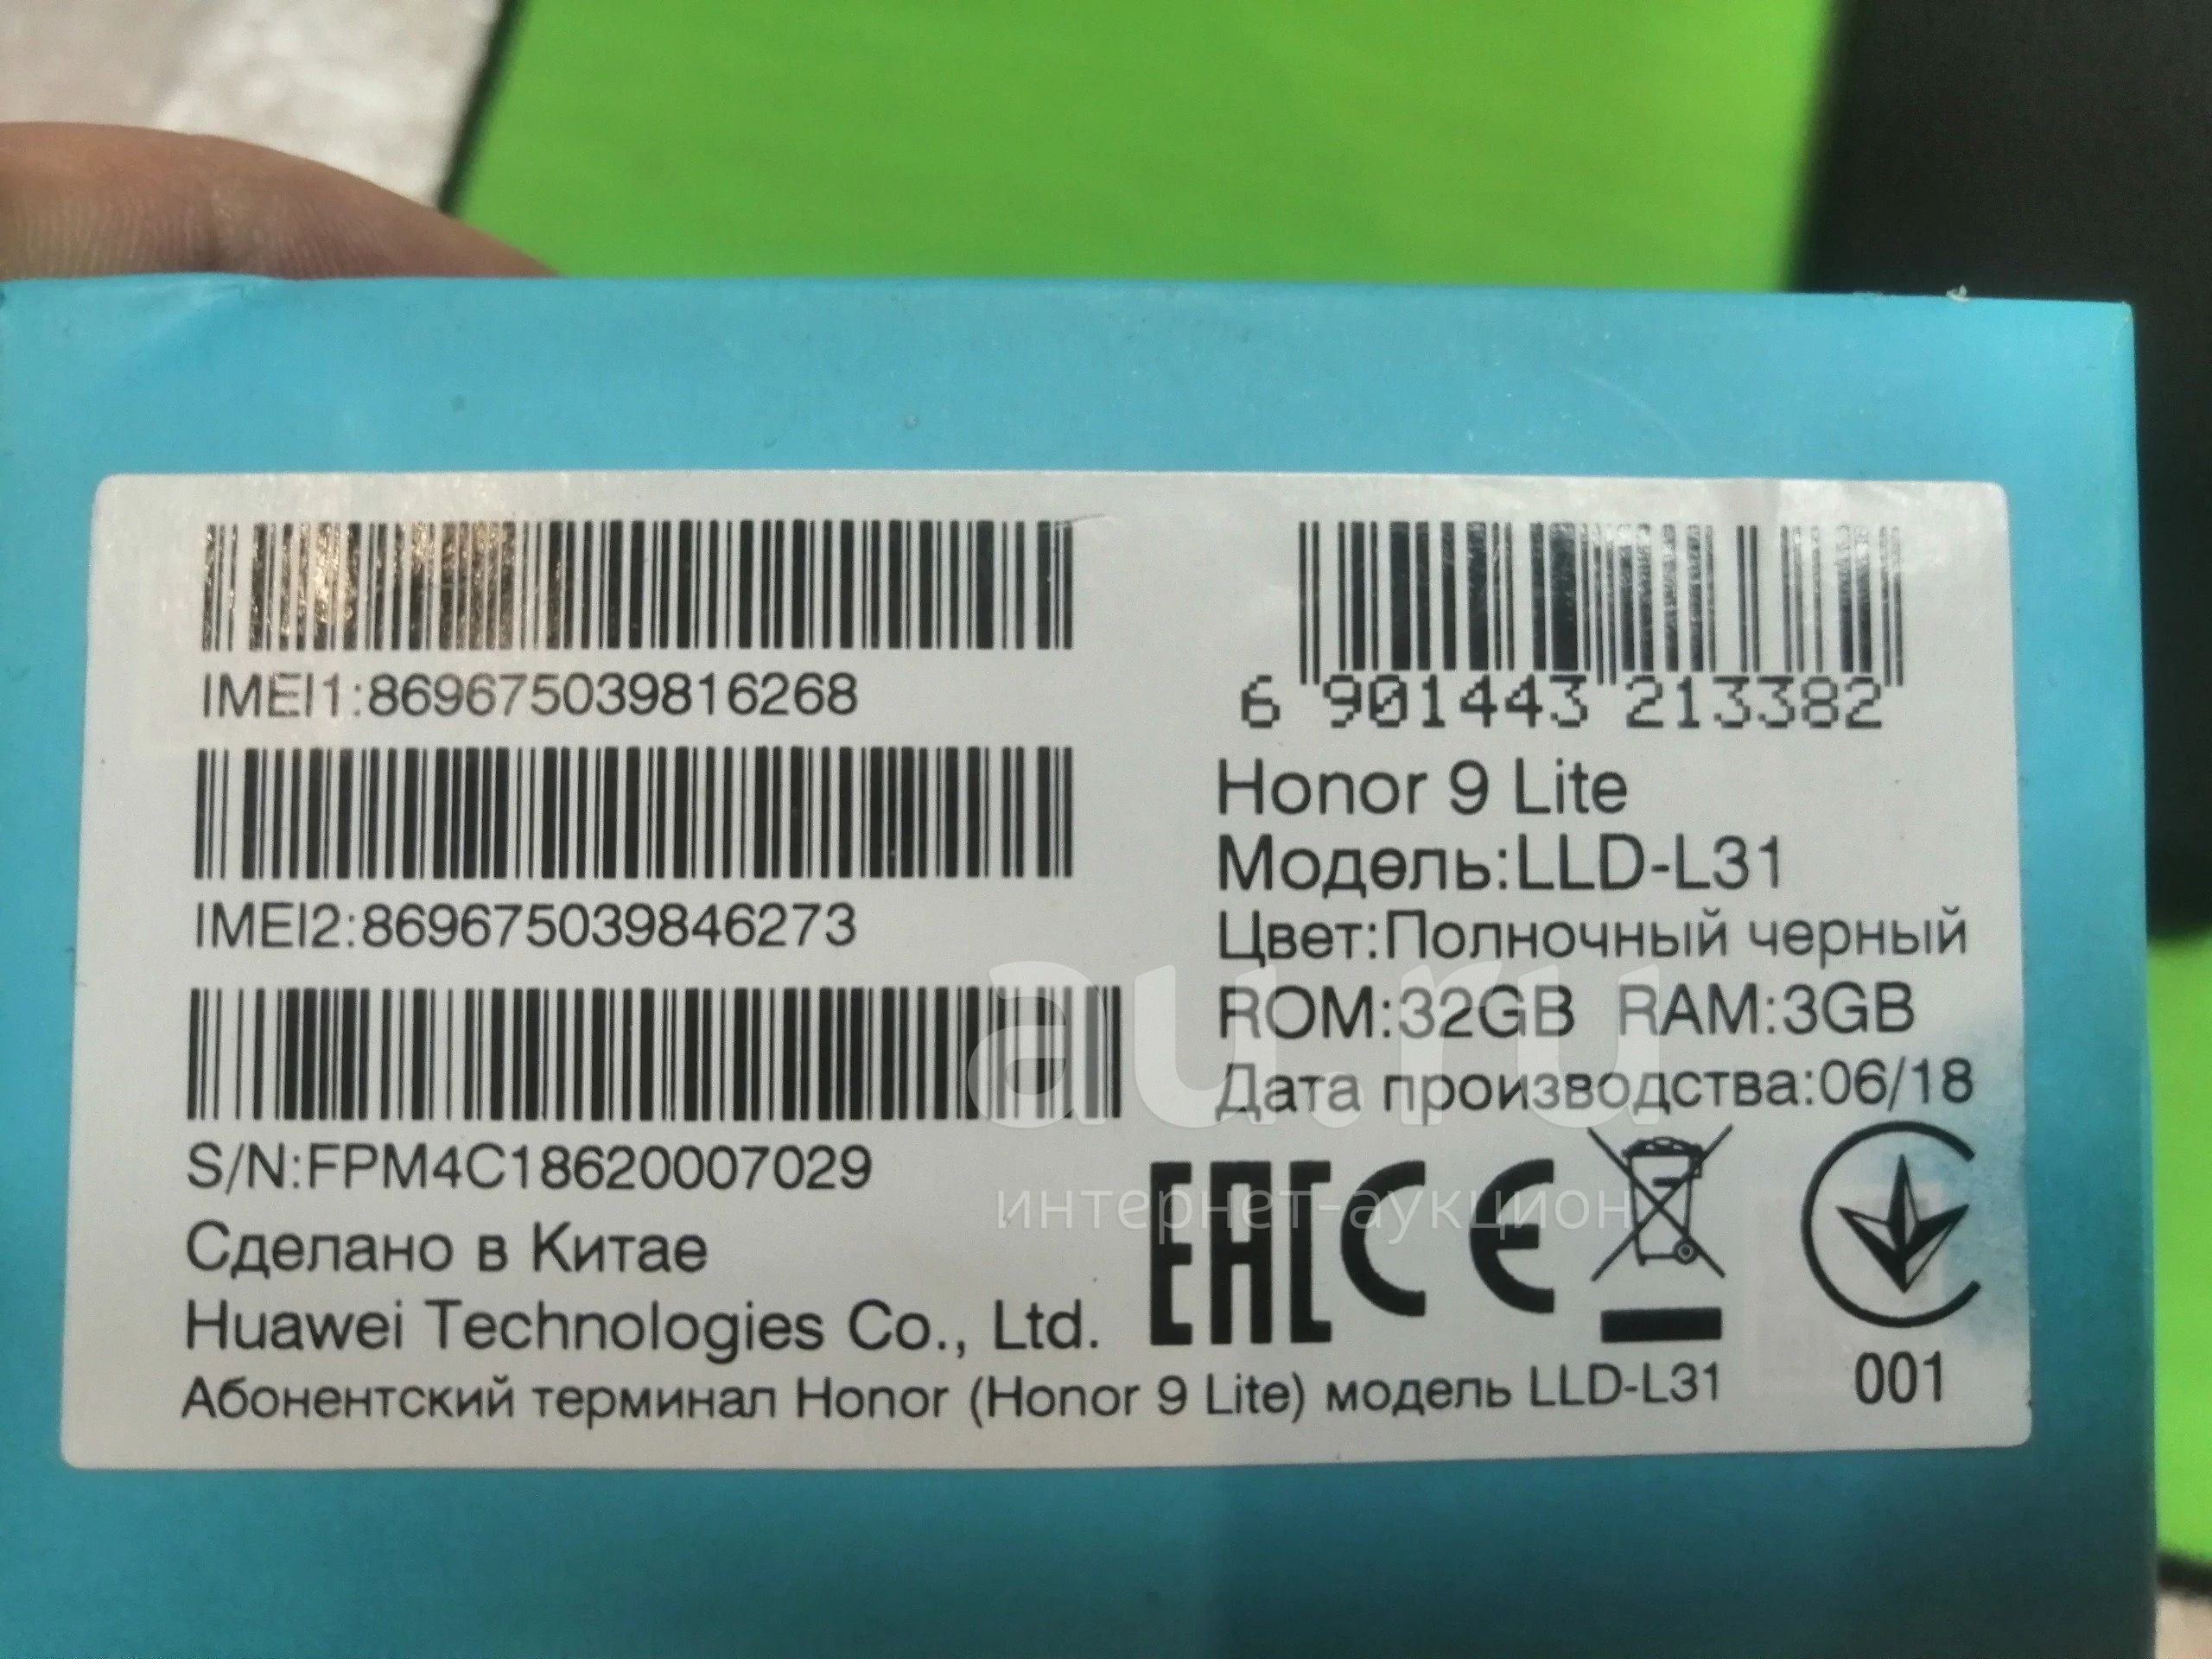 IMEI1:869675039816268
IMEI2:869675039846273
S/N:FPM4C18620007029
Сделано в Китае
Huawei Technologies Co., Ltd.
Абонентский терминал Honor (Honor 9 Lite) модель LLD-L31
6 901443 213382
Honor 9 Lite
Модель:LLD-L31
Цвет:Полночный черный
ROM:32GB RAM:3GB
Дата производства:06/18
EAC CE
001
au.ru
интернет-аукцион